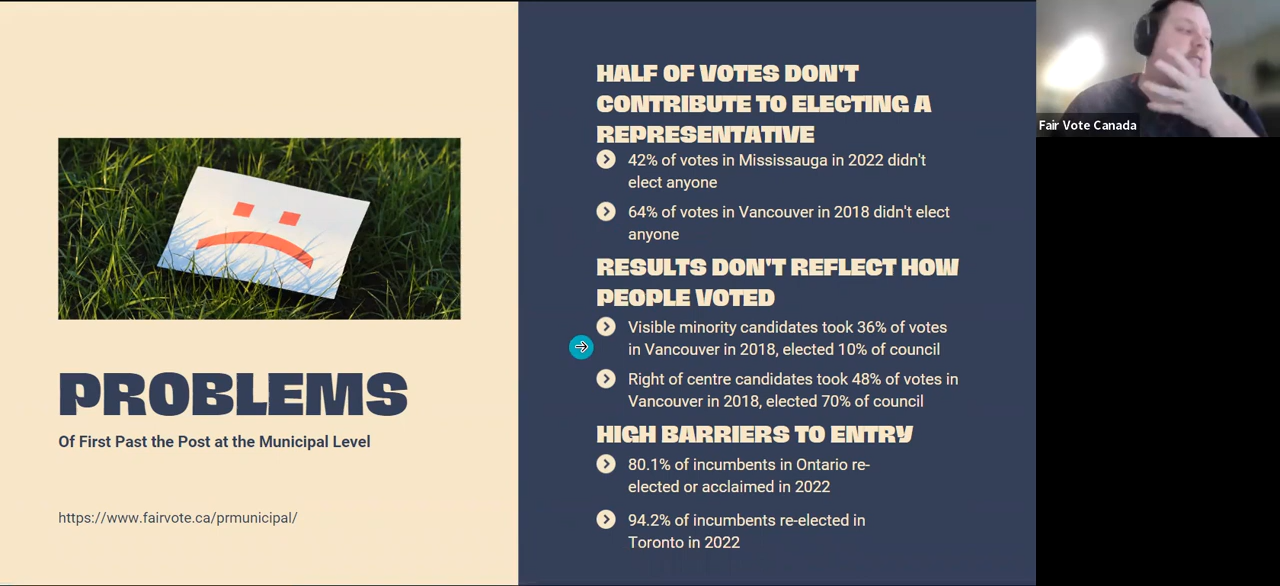 PROBLEMS
Of First Past the Post at the Municipal Level
https://www.fairvote.ca/prmunicipal/
HALF OF VOTES DON'T
CONTRIBUTE TO ELECTING A
REPRESENTATIVE
42% of votes in Mississauga in 2022 didn't
elect anyone
64% of votes in Vancouver in 2018 didn't elect
anyone
RESULTS DON'T REFLECT HOW
PEOPLE VOTED
Visible minority candidates took 36% of votes
in Vancouver in 2018, elected 10% of council
Right of centre candidates took 48% of votes in
Vancouver in 2018, elected 70% of council
HIGH BARRIERS TO ENTRY
80.1% of incumbents in Ontario re-
elected or acclaimed in 2022
94.2% of incumbents re-elected in
Toronto in 2022
Fair Vote Canada